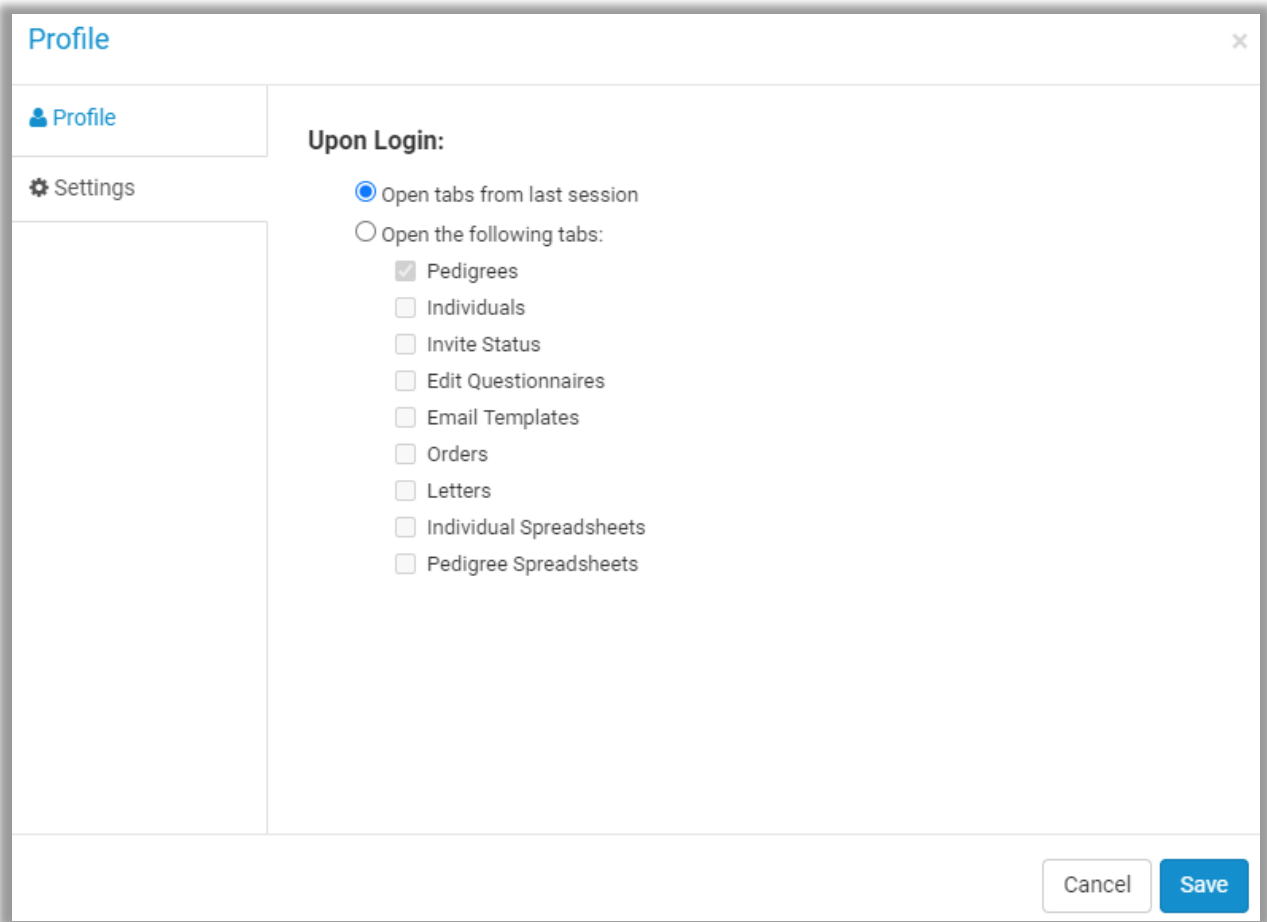 Profile
×
Profile
Settings
Upon Login:
Open tabs from last session
Open the following tabs:
Pedigrees
Individuals
Invite Status
Edit Questionnaires
Email Templates
Orders
Letters
Individual Spreadsheets
Pedigree Spreadsheets
Cancel
Save